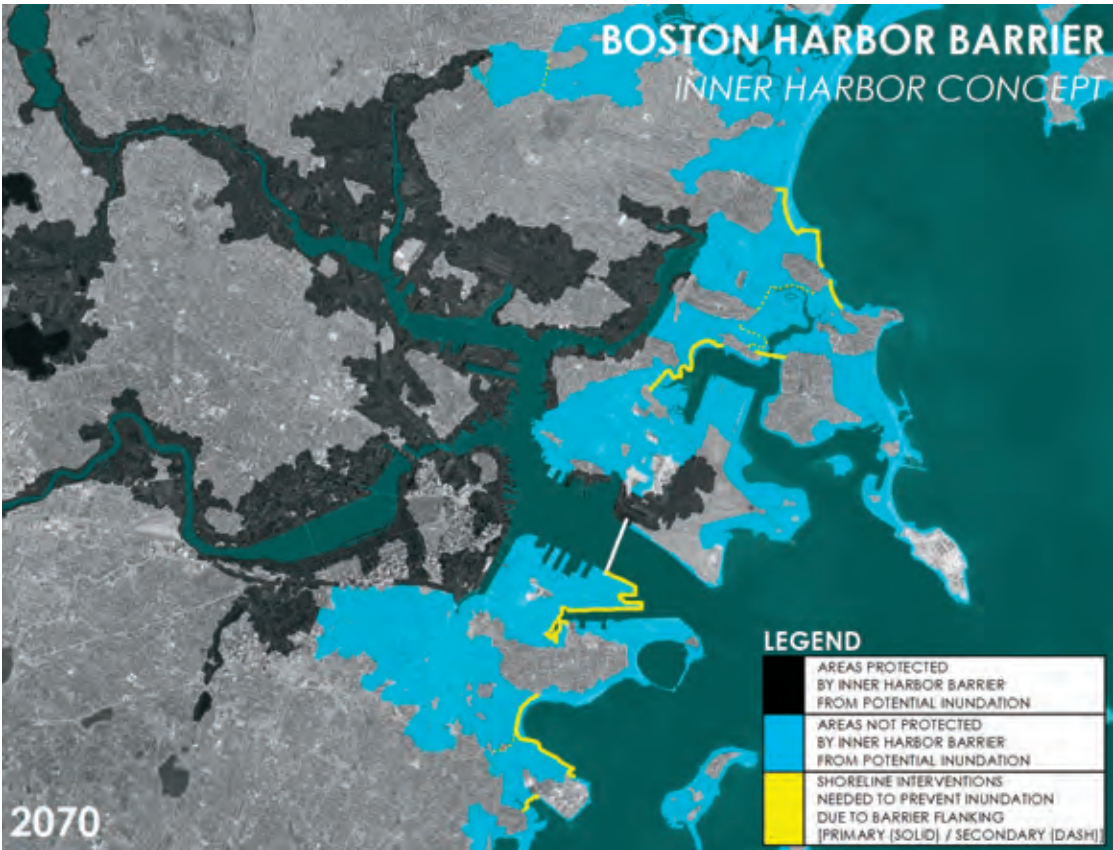 BOSTON HARBOR BARRIER
INNER HARBOR CONCEPT
LEGEND
AREAS PROTECTED
BY INNER HARBOR BARRIER
FROM POTENTIAL INUNDATION
AREAS NOT PROTECTED
BY INNER HARBOR BARRIER
FROM POTENTIAL INUNDATION
SHORELINE INTERVENTIONS
NEEDED TO PREVENT INUNDATION
DUE TO BARRIER FLANKING
[PRIMARY (SOLID) / SECONDARY (DASH)]
2070